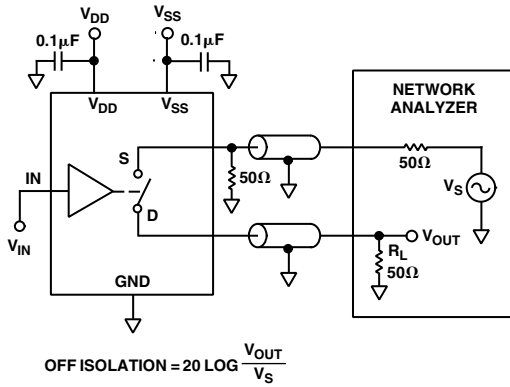 VDD
VSS
0.1µF
0.1µF
VDD
VSS
NETWORK
ANALYZER
S
50Ω
50Ω
VS
IN
D
VIN
VOUT
RL
50Ω
GND
OFF ISOLATION = 20 LOG VOUT
VS